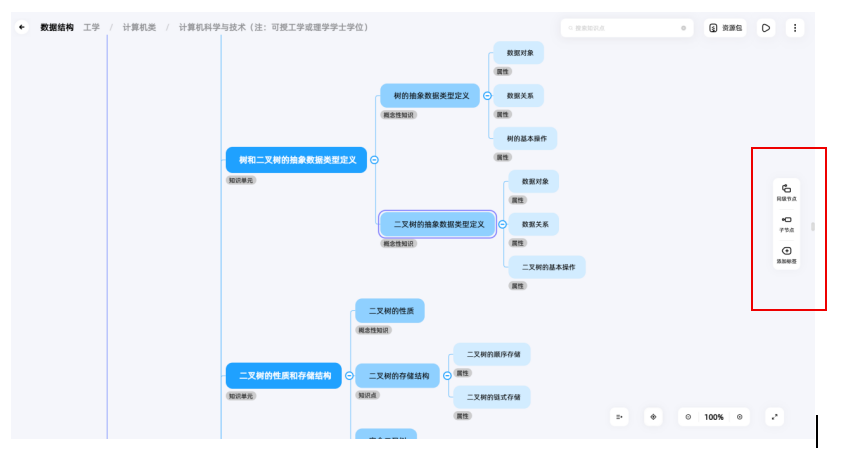 数据结构 工学 / 计算机类 / 计算机科学与技术（注：可授工学或理学学士学位）
搜索知识点
资源包
数据对象
属性
树的抽象数据类型定义
概念性知识
数据关系
属性
树的基本操作
属性
树和二叉树的抽象数据类型定义
知识单元
数据对象
属性
二叉树的抽象数据类型定义
概念性知识
数据关系
属性
二叉树的基本操作
属性
同级节点
子节点
添加标签
二叉树的性质
概念性知识
二叉树的顺序存储
属性
二叉树的性质和存储结构
知识单元
二叉树的存储结构
知识点
二叉树的链式存储
属性
100%